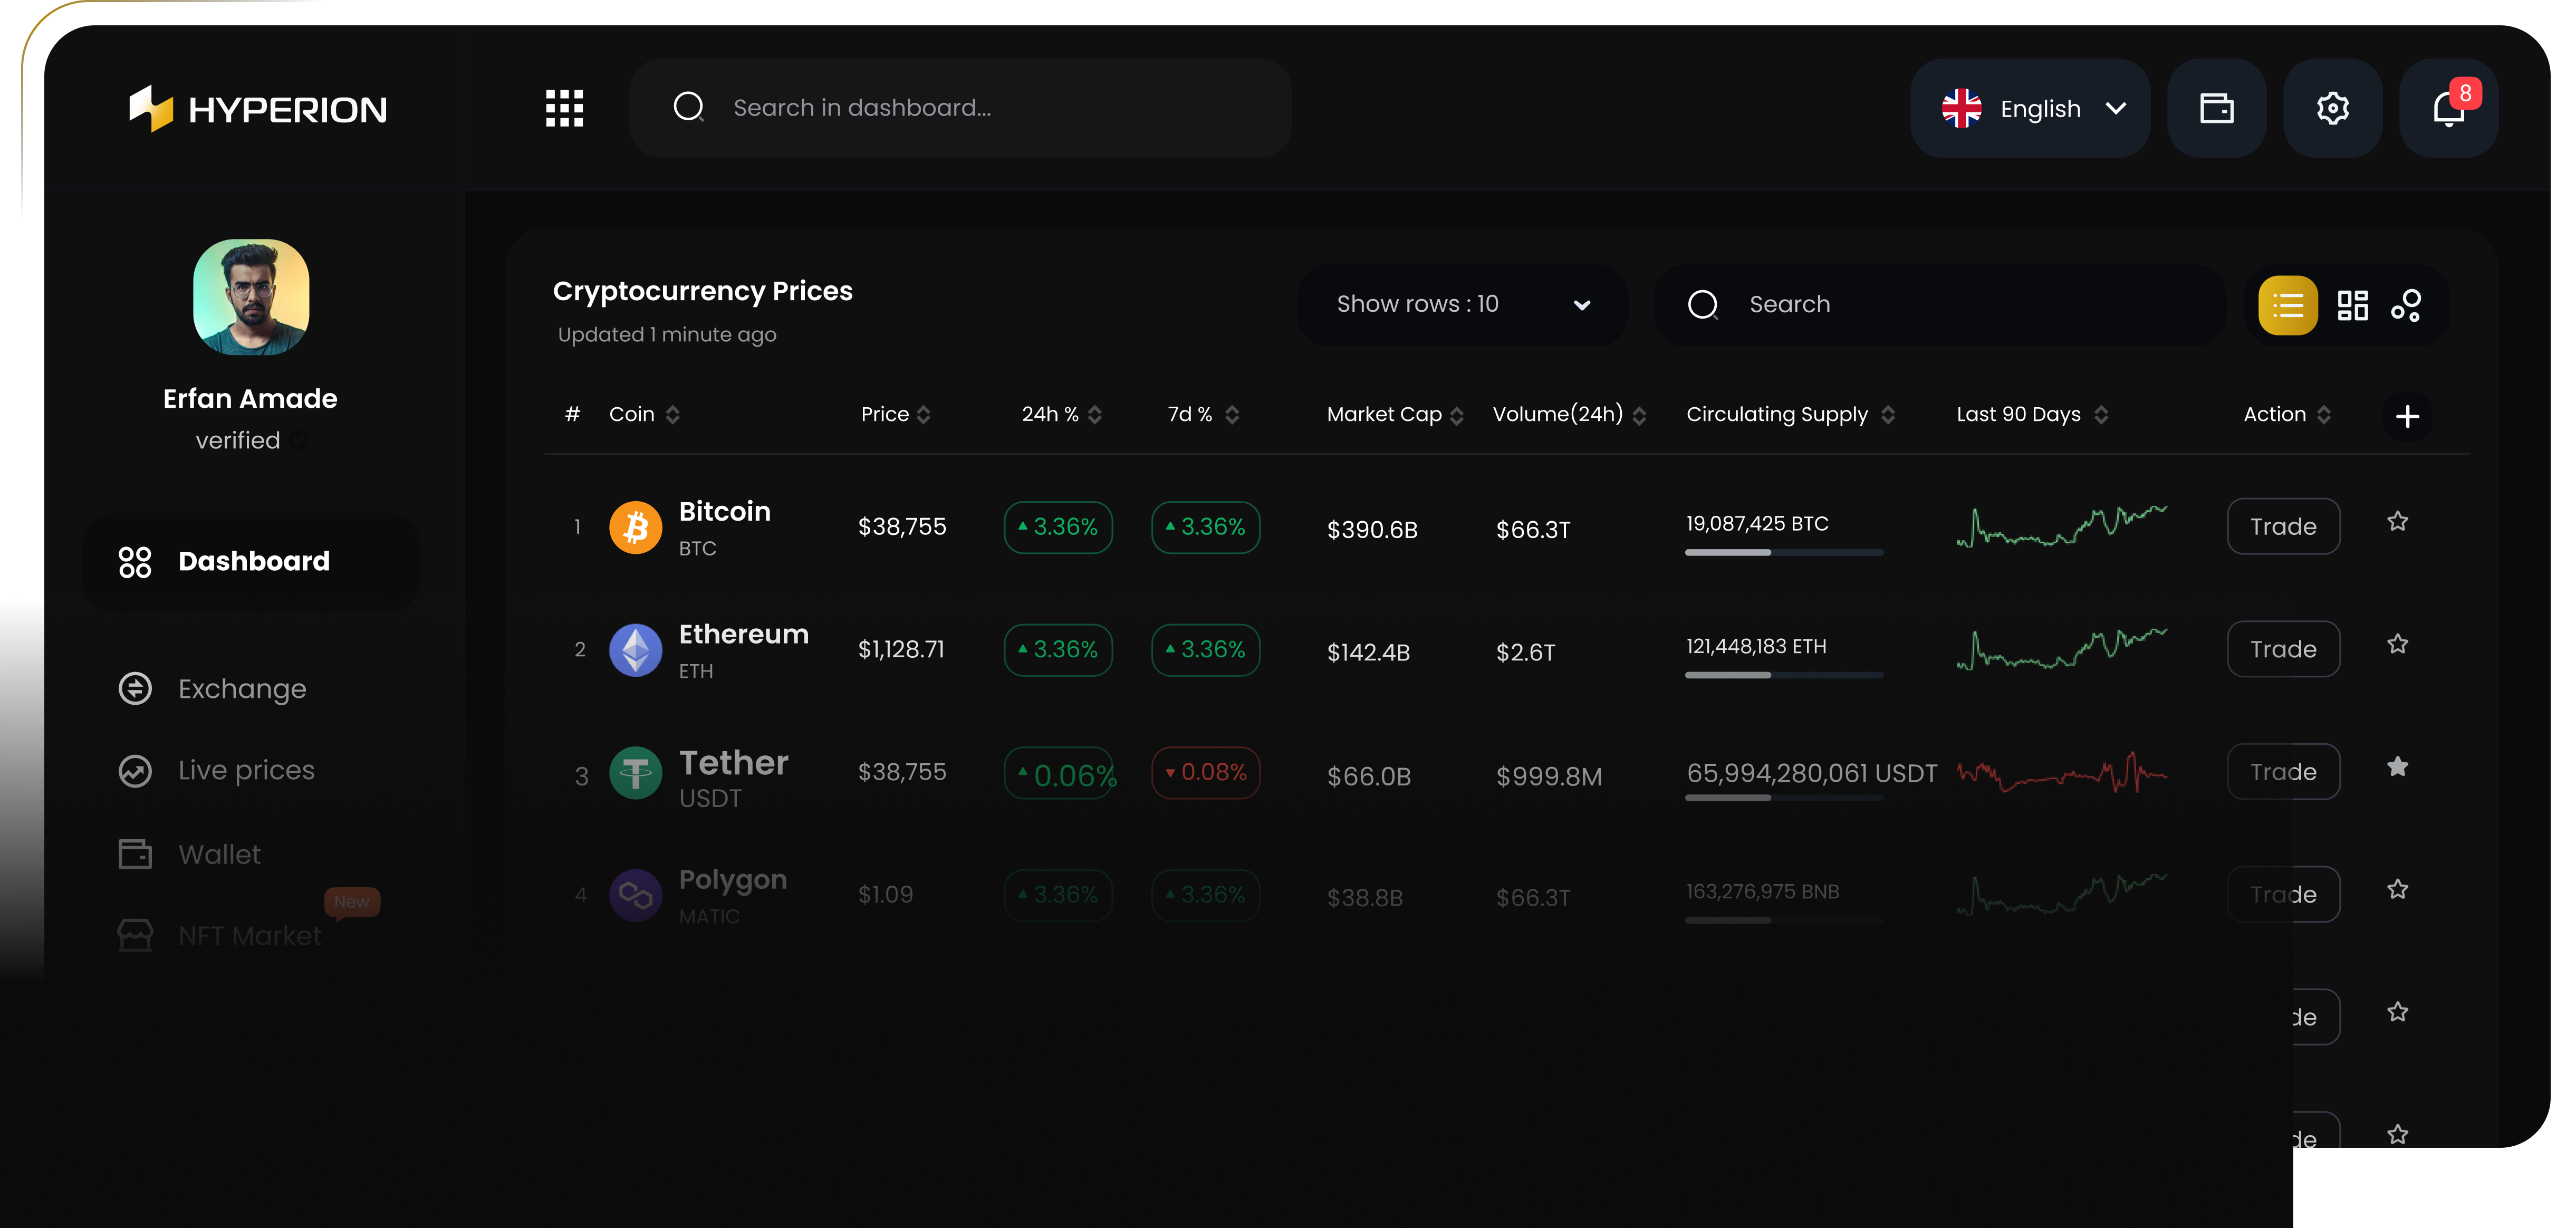 HYPERION
Search in dashboard...
English
8
Erfan Amade
verified
Dashboard
Exchange
Live prices
Wallet
New
NFT Market
Cryptocurrency Prices
Updated 1 minute ago
Show rows : 10
Search
# Coin Price 24h % 7d % Market Cap Volume(24h) Circulating Supply Last 90 Days Action
1 Bitcoin BTC $38,755 3.36% 3.36% $390.6B $66.3T 19,087,425 BTC Trade
2 Ethereum ETH $1,128.71 3.36% 3.36% $142.4B $2.6T 121,448,183 ETH Trade
3 Tether USDT $38,755 0.06% 0.08% $66.0B $999.8M 65,994,280,061 USDT Trade
4 Polygon MATIC $1.09 3.36% 3.36% $38.8B $66.3T 163,276,975 BNB Trade
de
de